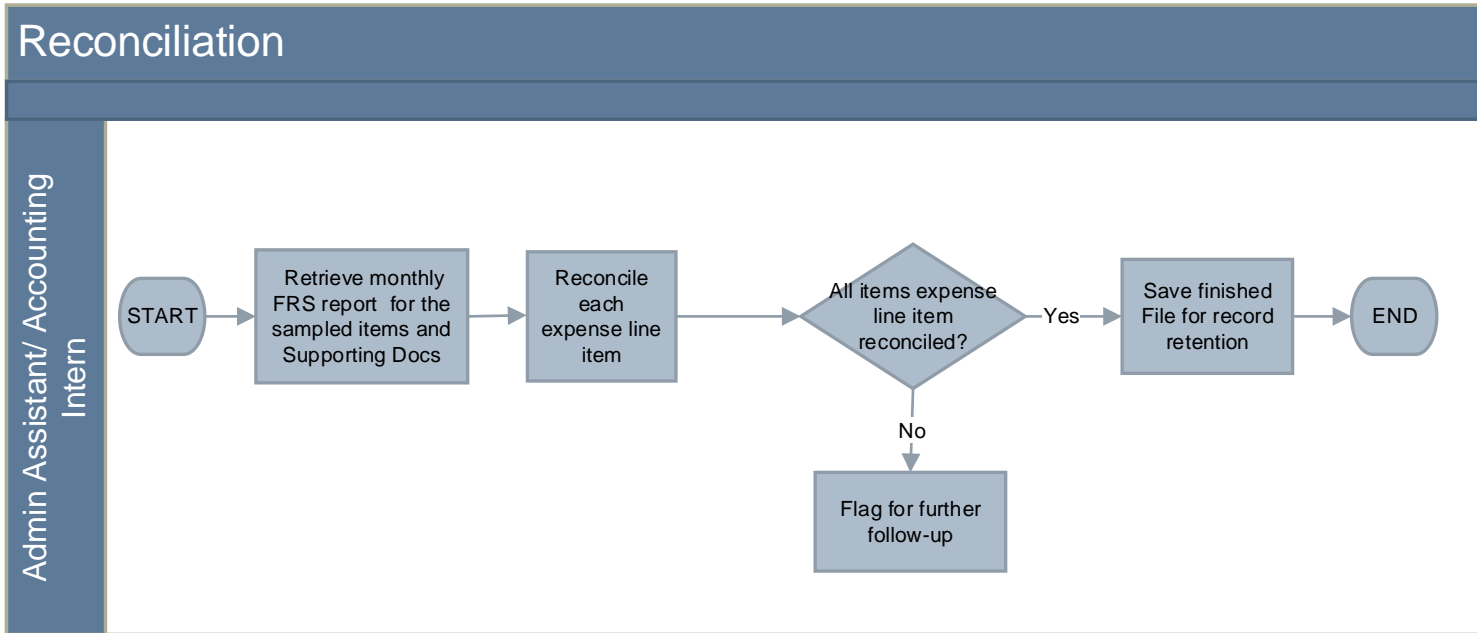 Reconciliation
Admin Assistant/ Accounting
Intern
START
Retrieve monthly
FRS report  for the
sampled items and
Supporting Docs
Reconcile
each
expense line
item
All items expense
line item
reconciled?
Yes
Save finished
File for record
retention
END
No
Flag for further
follow-up